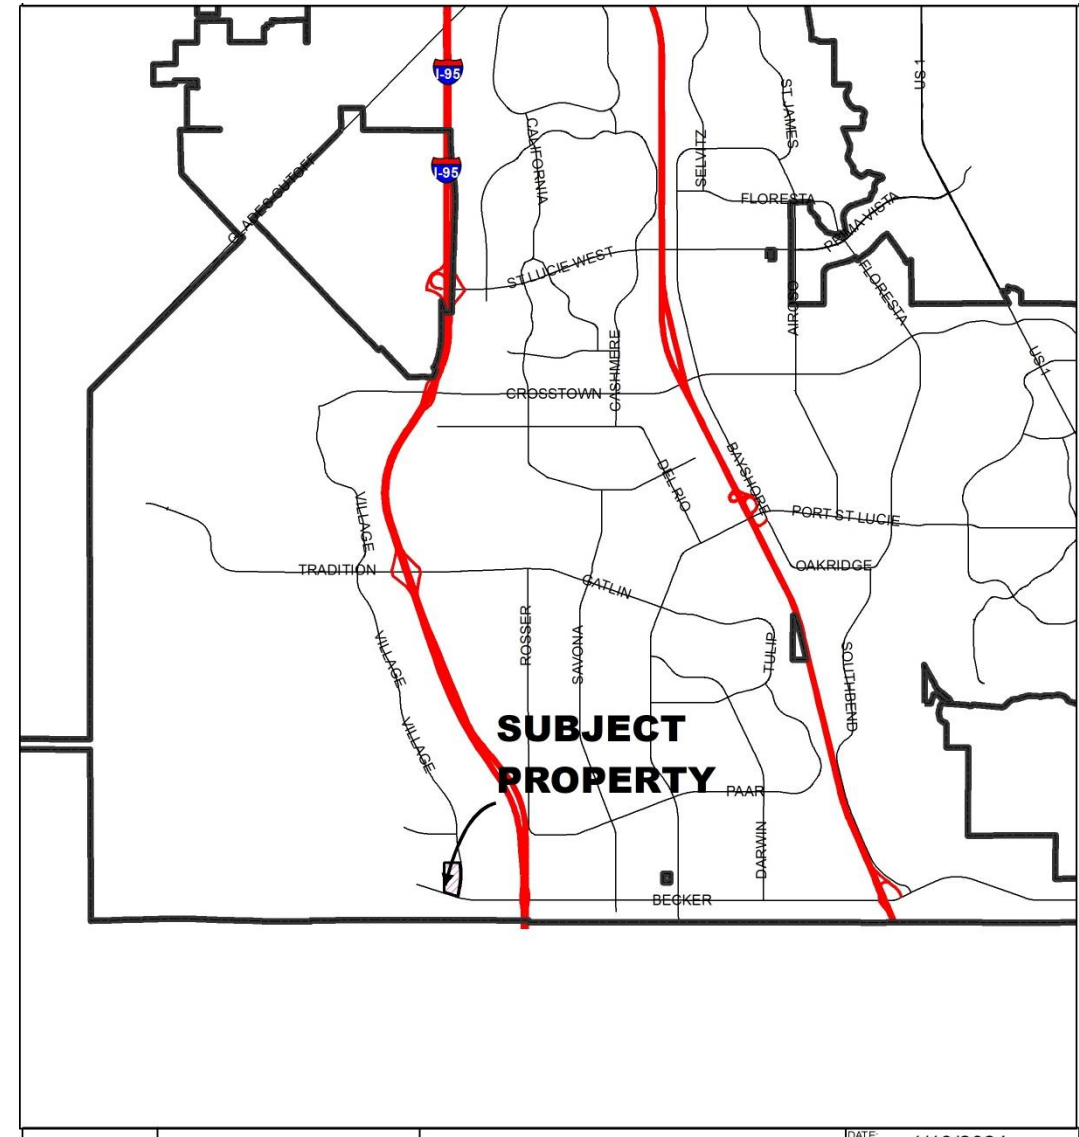 I-95
US 1
ST JAMES
CALIFORNIA
SELVITZ
I-95
GLADES CUTOFF
FLORESTA
PRIMA VISTA
ST LUCIE WEST
FLORESTA
AIROSO
CASHMERE
US 1
CROSSTOWN
BAYSHORE
DEL RIO
VILLAGE
PORT ST LUCIE
TRADITION
OAKRIDGE
GATLIN
ROSSER
SAVONA
TULIP
VILLAGE
SOUTHBEND
SUBJECT
PROPERTY
VILLAGE
PAAR
DARWIN
BECKER
DATE: